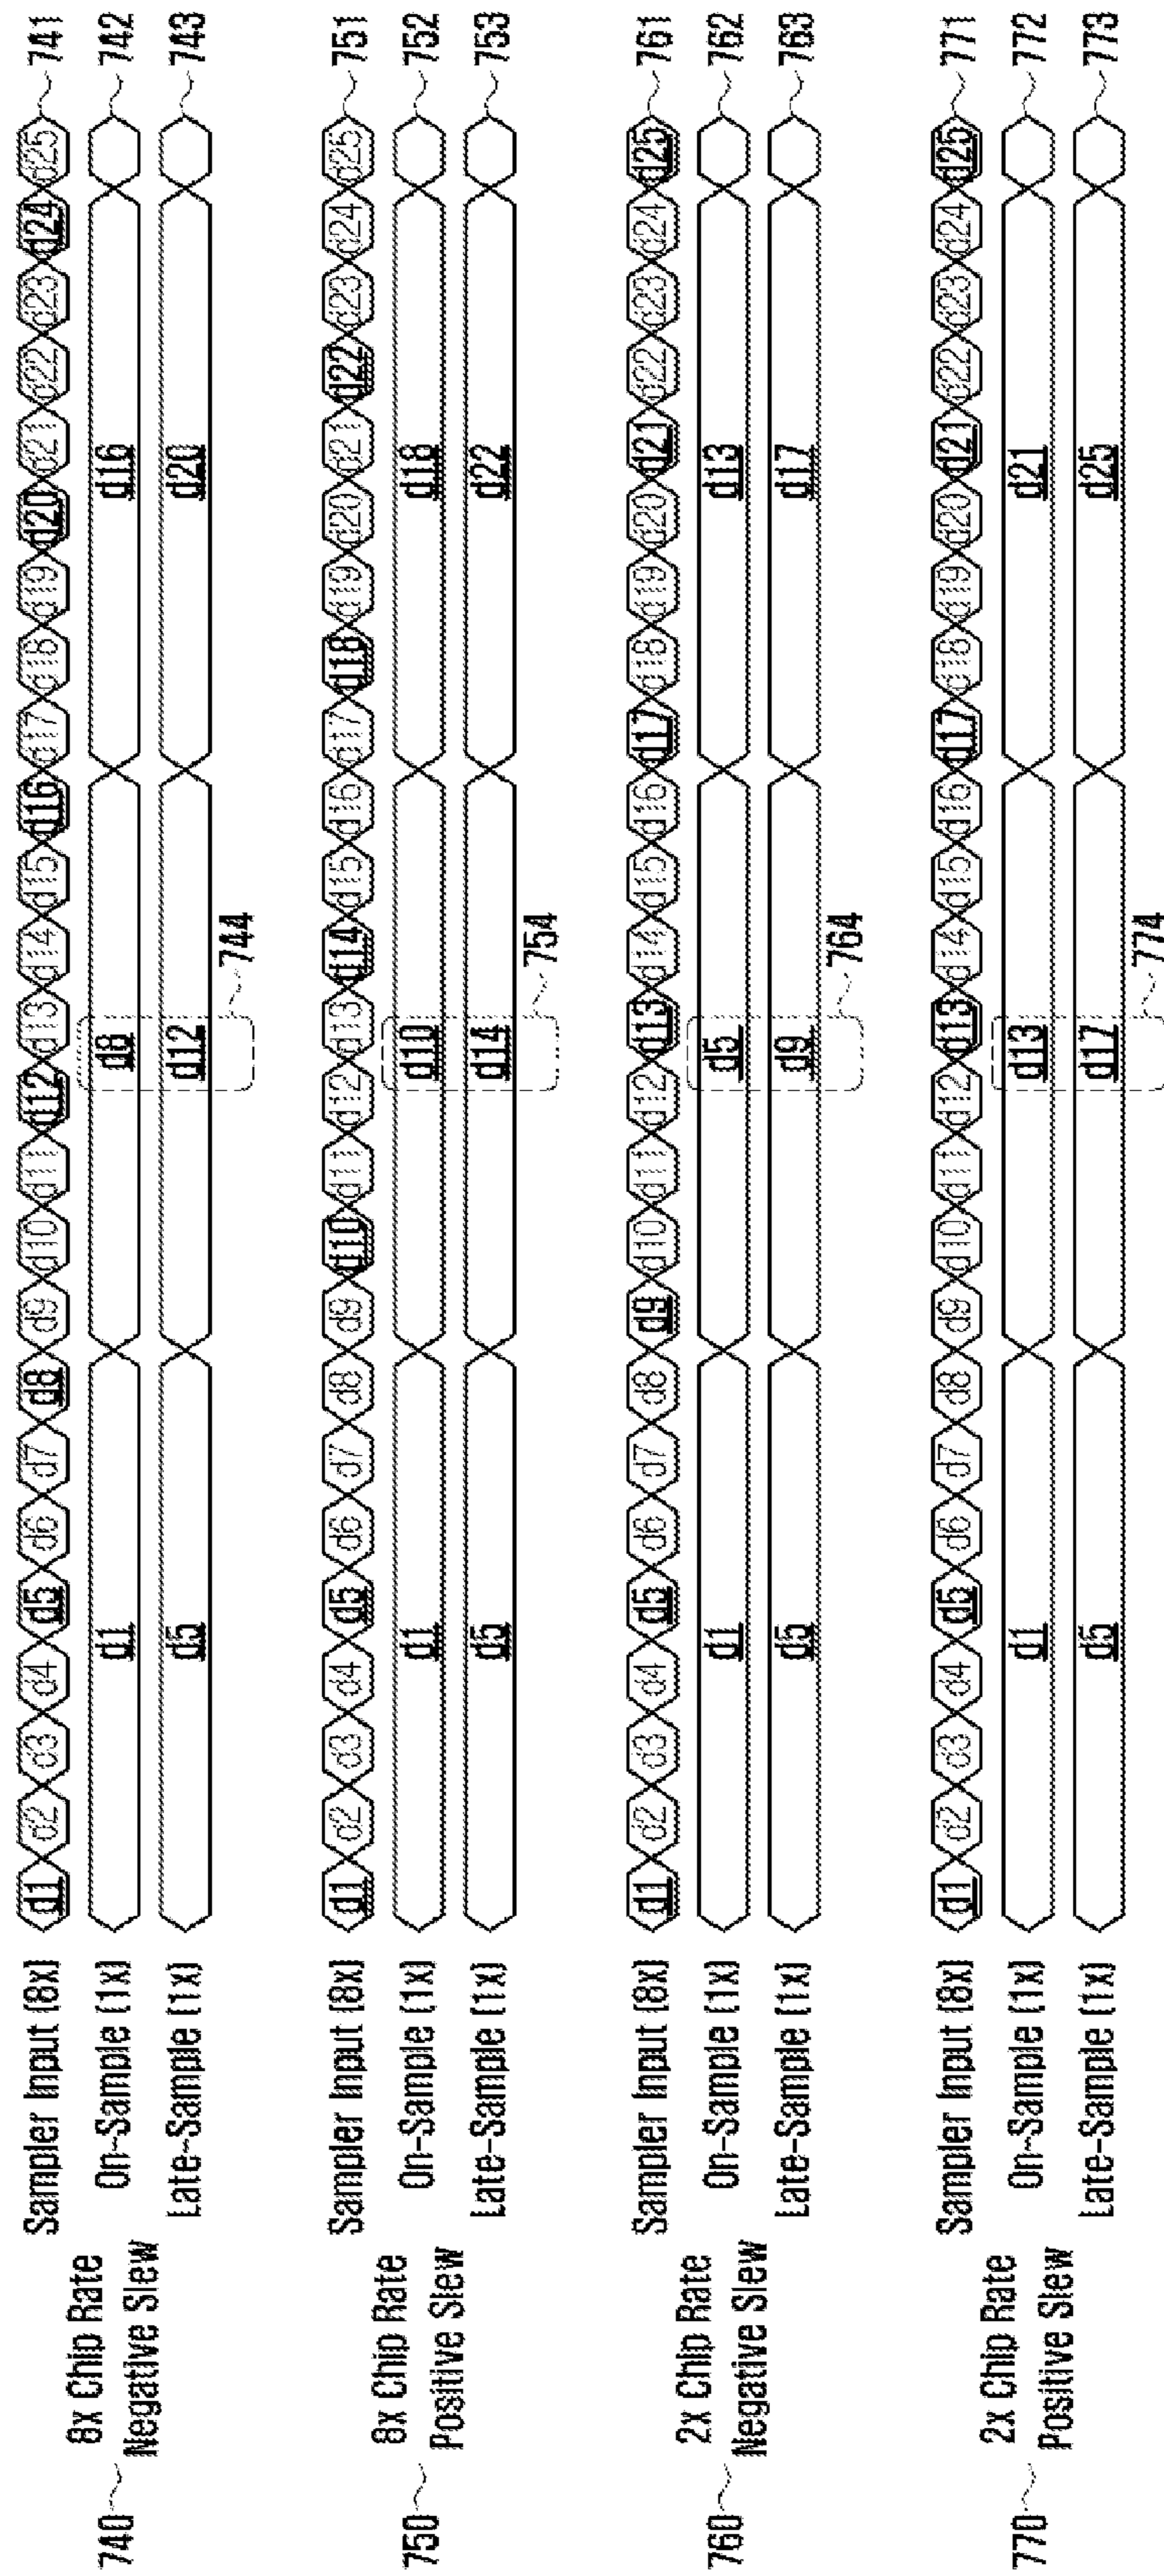 740 8x Chip Rate Negative Slew
Sampler Input (8x) d1 d2 d3 d4 d5 d6 d7 d8 d9 d10 d11 d12 d13 d14 d15 d16 d17 d18 d19 d20 d21 d22 d23 d24 d25 741
On-Sample (1x) d1 d8 d16 742
Late-Sample (1x) d5 d12 d20 743
744
750 8x Chip Rate Positive Slew
Sampler Input (8x) d1 d2 d3 d4 d5 d6 d7 d8 d9 d10 d11 d12 d13 d14 d15 d16 d17 d18 d19 d20 d21 d22 d23 d24 d25 751
On-Sample (1x) d1 d10 d18 752
Late-Sample (1x) d5 d14 d22 753
754
760 2x Chip Rate Negative Slew
Sampler Input (8x) d1 d2 d3 d4 d5 d6 d7 d8 d9 d10 d11 d12 d13 d14 d15 d16 d17 d18 d19 d20 d21 d22 d23 d24 d25 761
On-Sample (1x) d1 d5 d13 762
Late-Sample (1x) d5 d9 d17 763
764
770 2x Chip Rate Positive Slew
Sampler Input (8x) d1 d2 d3 d4 d5 d6 d7 d8 d9 d10 d11 d12 d13 d14 d15 d16 d17 d18 d19 d20 d21 d22 d23 d24 d25 771
On-Sample (1x) d1 d13 d21 772
Late-Sample (1x) d5 d17 d25 773
774